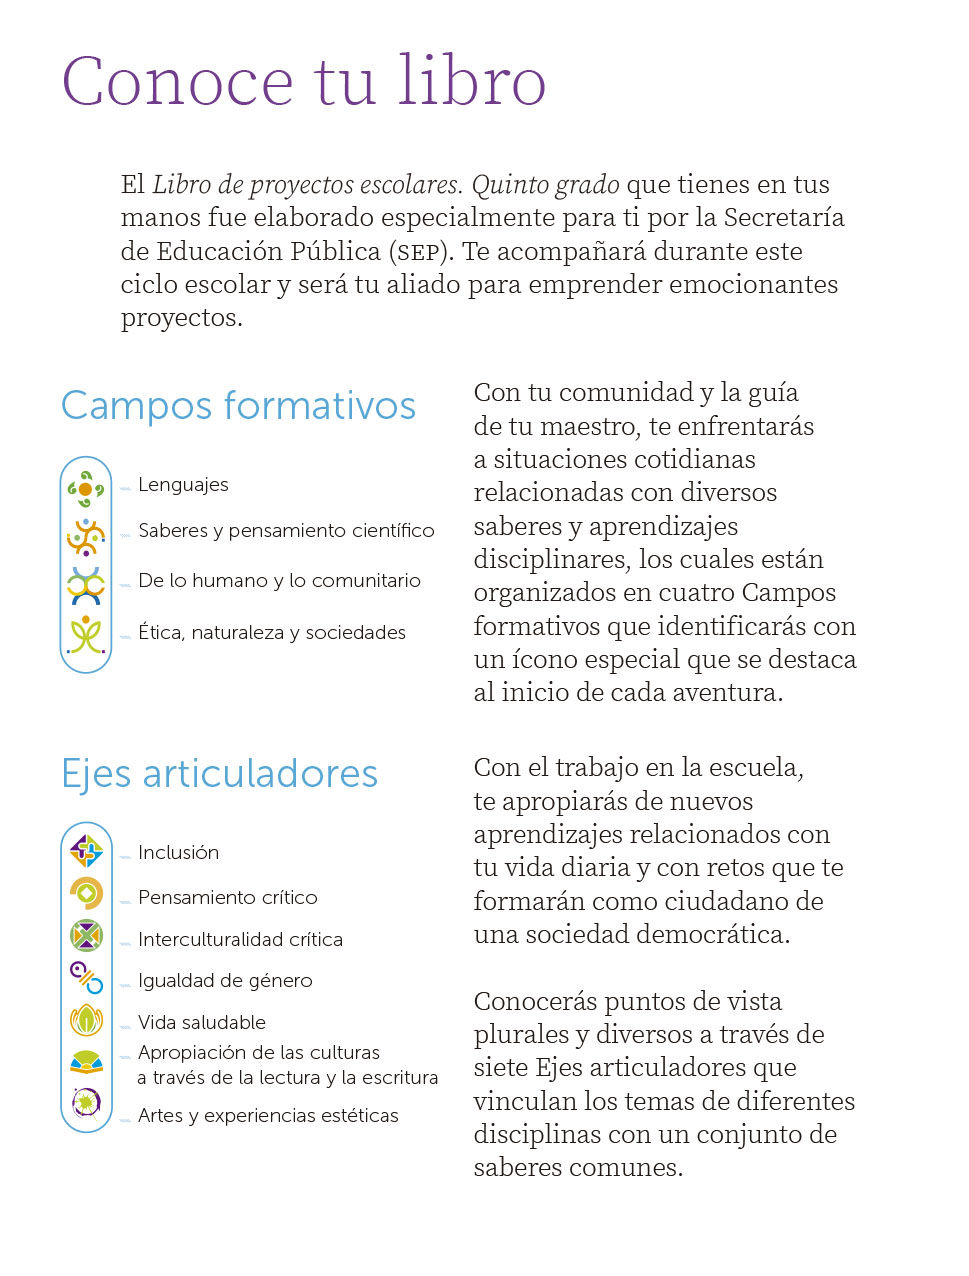 Conoce tu libro
El Libro de proyectos escolares. Quinto grado que tienes en tus
manos fue elaborado especialmente para ti por la Secretaría
de Educación Pública (SEP). Te acompañará durante este
ciclo escolar y será tu aliado para emprender emocionantes
proyectos.
Campos formativos
Lenguajes
Saberes y pensamiento científico
De lo humano y lo comunitario
Ética, naturaleza y sociedades
Con tu comunidad y la guía
de tu maestro, te enfrentarás
a situaciones cotidianas
relacionadas con diversos
saberes y aprendizajes
disciplinares, los cuales están
organizados en cuatro Campos
formativos que identificarás con
un ícono especial que se destaca
al inicio de cada aventura.
Ejes articuladores
Inclusión
Pensamiento crítico
Interculturalidad crítica
Igualdad de género
Vida saludable
Apropiación de las culturas
a través de la lectura y la escritura
Artes y experiencias estéticas
Con el trabajo en la escuela,
te apropiarás de nuevos
aprendizajes relacionados con
tu vida diaria y con retos que te
formarán como ciudadano de
una sociedad democrática.
Conocerás puntos de vista
plurales y diversos a través de
siete Ejes articuladores que
vinculan los temas de diferentes
disciplinas con un conjunto de
saberes comunes.